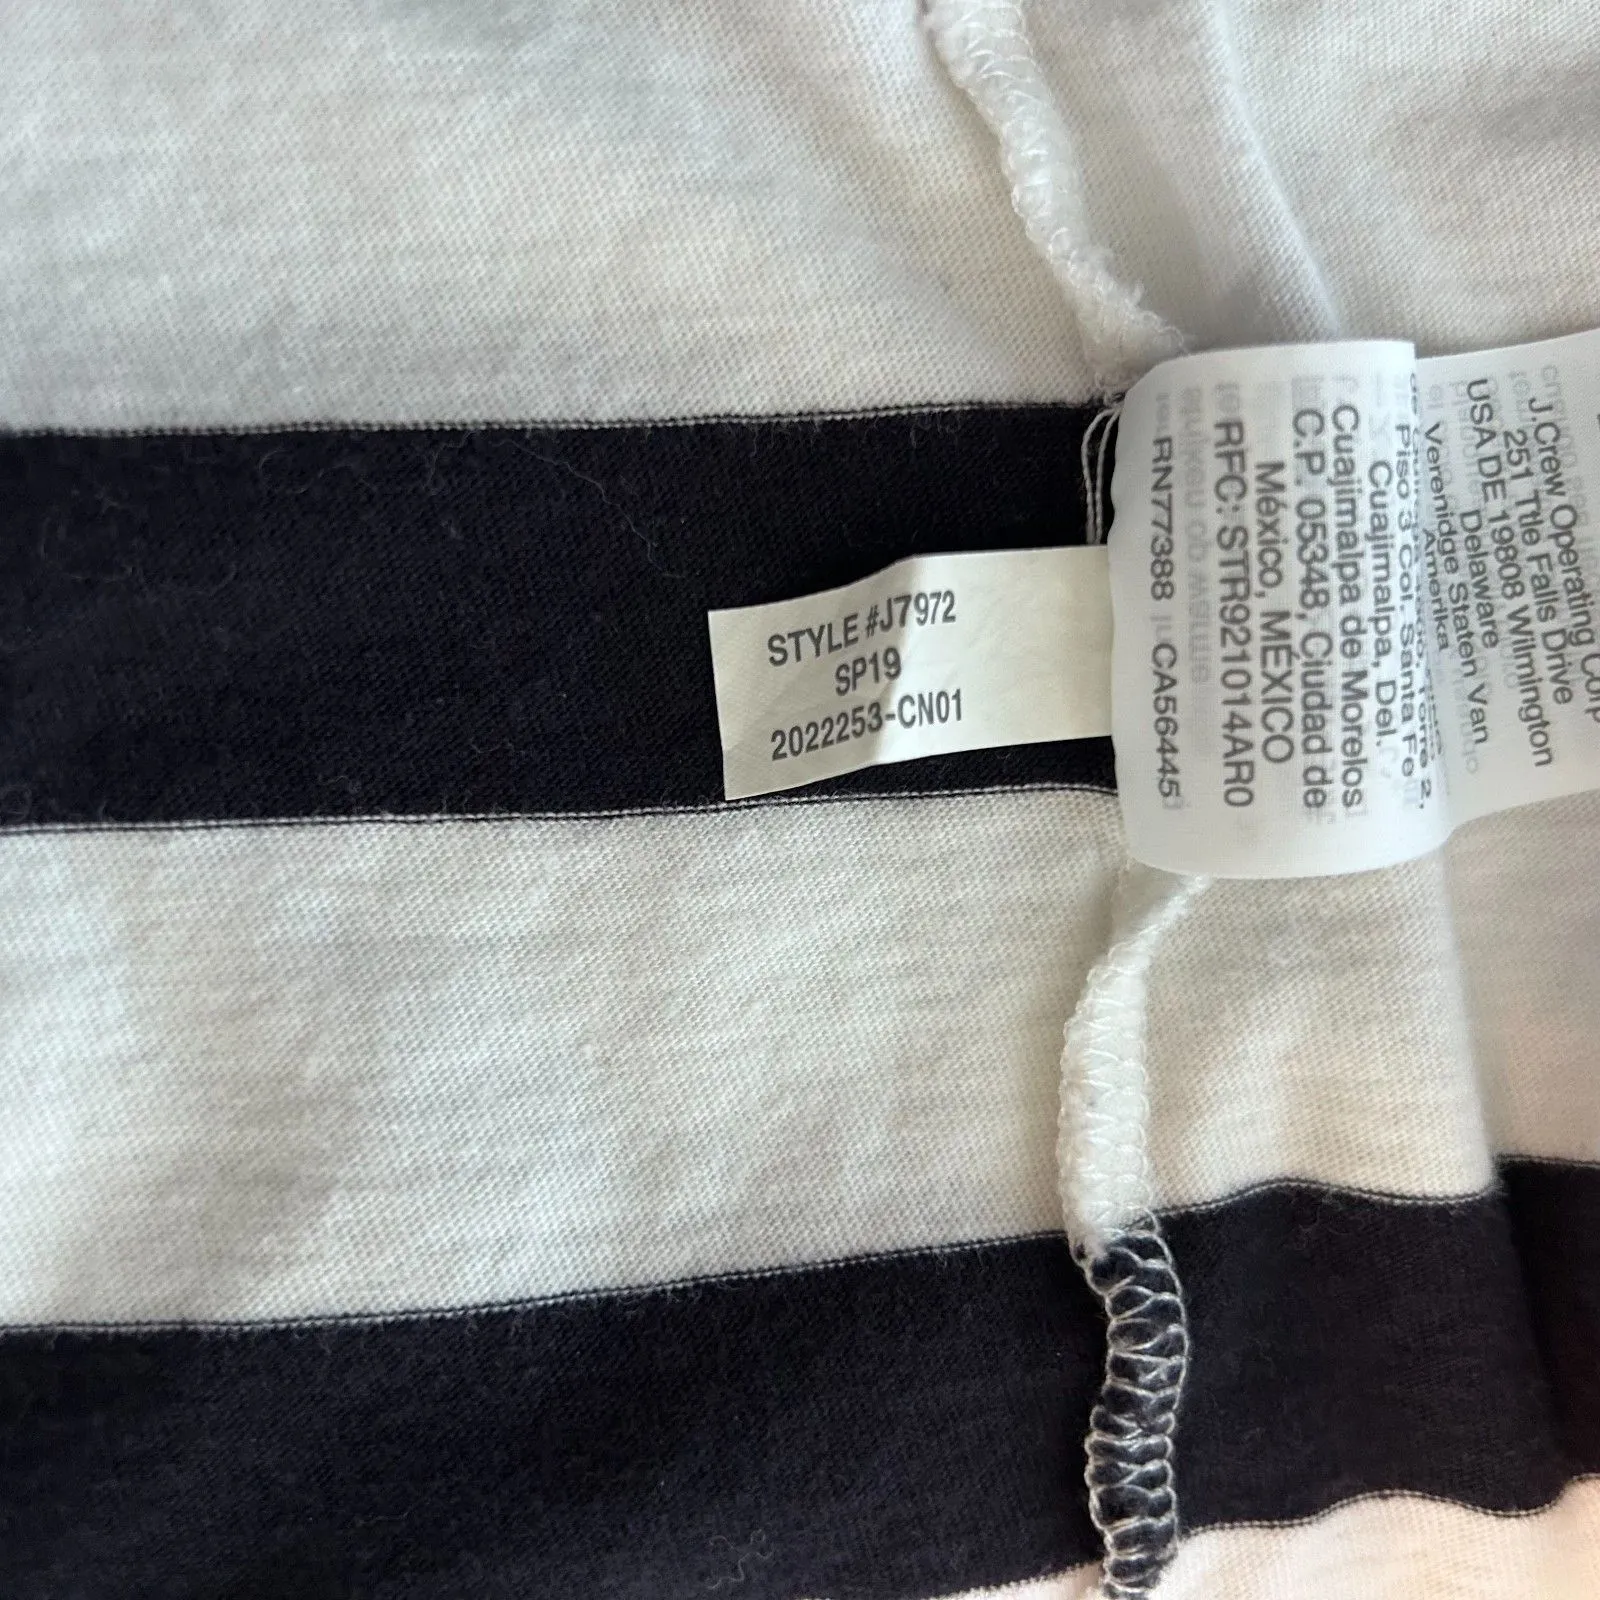 STYLE #J7972
SP19
2022253-CN01
J.Crew Operating Corp
251 Ttle Falls Drive
USA DE 19808 Wilmington
Delaware
Verenidge Staten Van
Amerika
Piso 3 Col. Santa Fe
Cuajimalpa, Del.
Cuajimalpa de Morelos
C.P. 05348, Ciudad de
México, MÉXICO
RFC: STR921014AR0
RN77388 CA56445